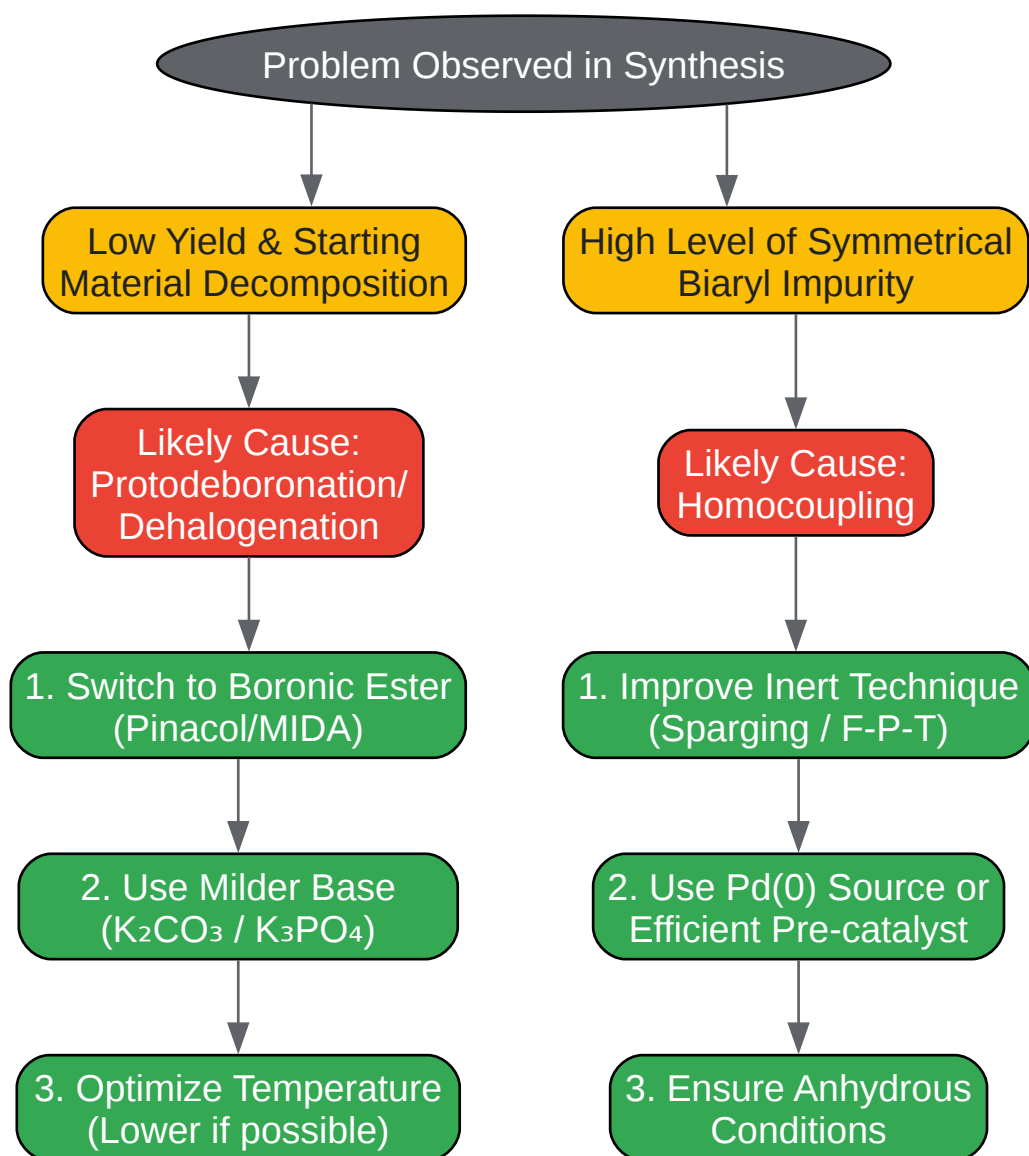 Problem Observed in Synthesis
Low Yield & Starting
Material Decomposition
High Level of Symmetrical
Biaryl Impurity
Likely Cause:
Protodeboronation/
Dehalogenation
Likely Cause:
Homocoupling
1. Switch to Boronic Ester
(Pinacol/MIDA)
1. Improve Inert Technique
(Sparging / F-P-T)
2. Use Milder Base
(K₂CO₃ / K₃PO₄)
2. Use Pd(0) Source or
Efficient Pre-catalyst
3. Optimize Temperature
(Lower if possible)
3. Ensure Anhydrous
Conditions